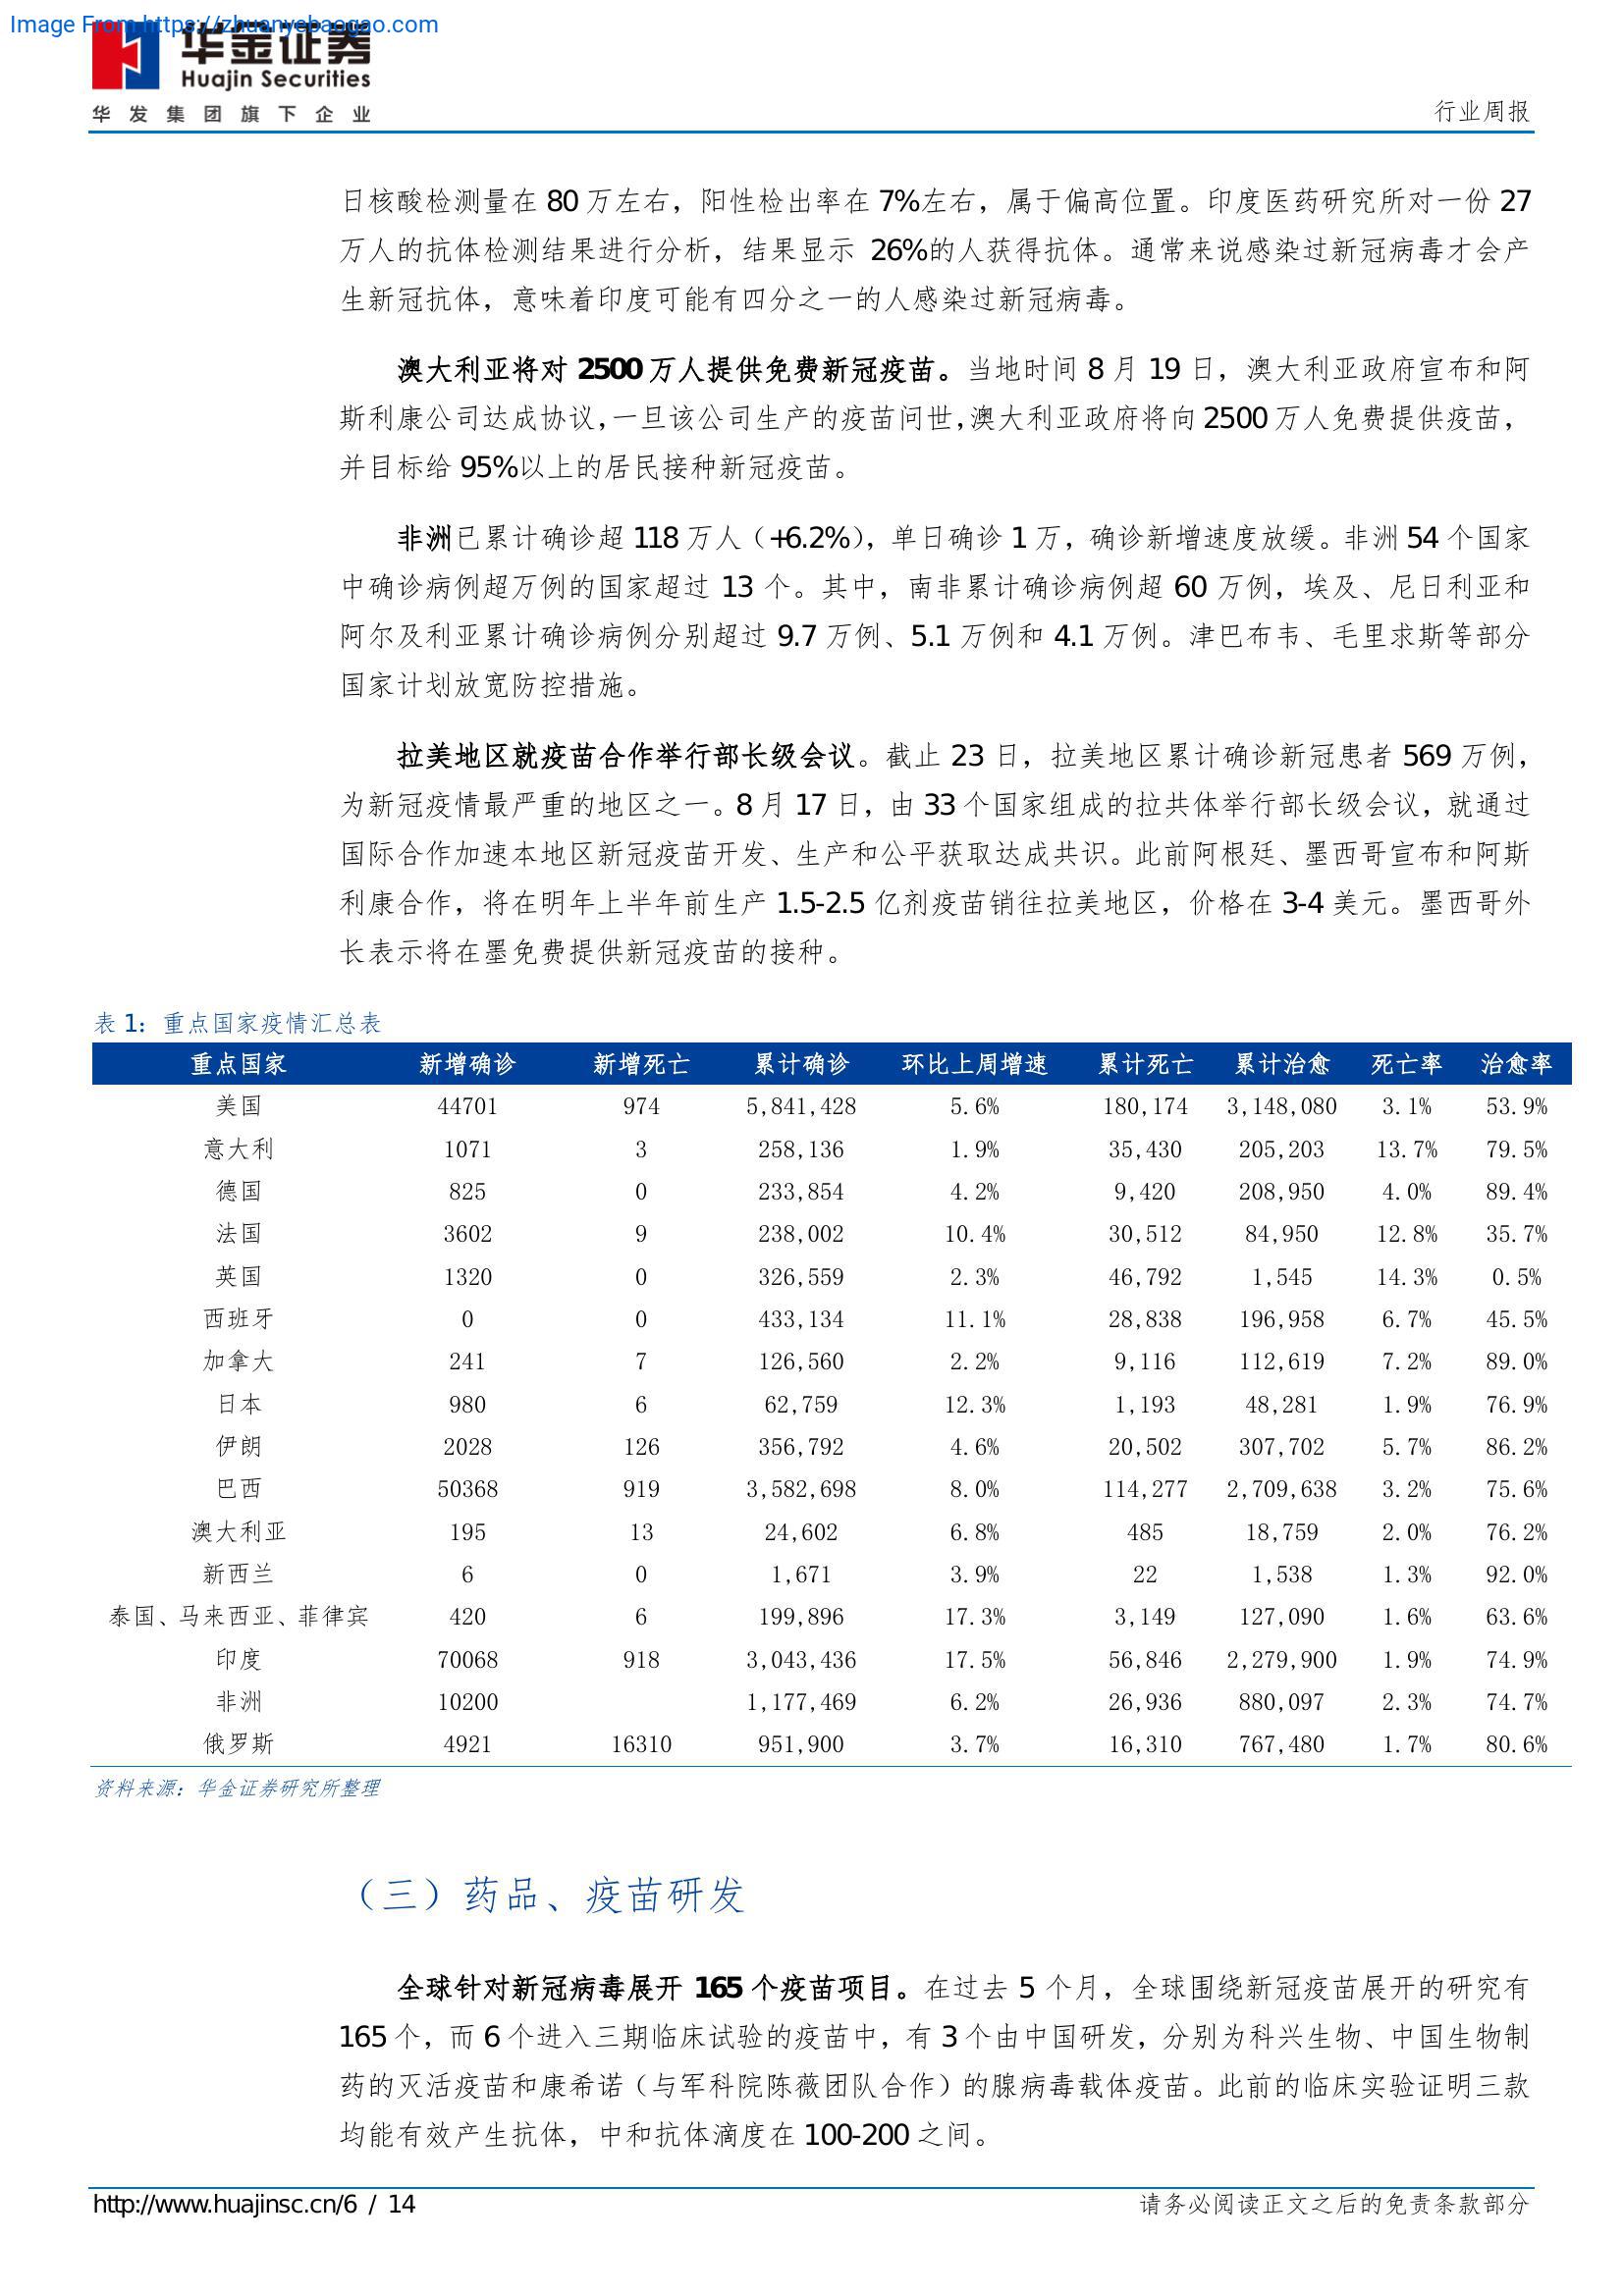 Image From https://zhuanyebaogao.com
华金证券
Huajin Securities
华发集团旗下企业
行业周报
日核酸检测量在 80 万左右，阳性检出率在 7%左右，属于偏高位置。印度医药研究所对一份 27
万人的抗体检测结果进行分析，结果显示 26%的人获得抗体。通常来说感染过新冠病毒才会产
生新冠抗体，意味着印度可能有四分之一的人感染过新冠病毒。
澳大利亚将对 2500 万人提供免费新冠疫苗。当地时间 8 月 19 日，澳大利亚政府宣布和阿
斯利康公司达成协议，一旦该公司生产的疫苗问世，澳大利亚政府将向 2500 万人免费提供疫苗，
并目标给 95%以上的居民接种新冠疫苗。
非洲已累计确诊超 118 万人（+6.2%），单日确诊 1 万，确诊新增速度放缓。非洲 54 个国家
中确诊病例超万例的国家超过 13 个。其中，南非累计确诊病例超 60 万例，埃及、尼日利亚和
阿尔及利亚累计确诊病例分别超过 9.7 万例、5.1 万例和 4.1 万例。津巴布韦、毛里求斯等部分
国家计划放宽防控措施。
拉美地区就疫苗合作举行部长级会议。截止 23 日，拉美地区累计确诊新冠患者 569 万例，
为新冠疫情最严重的地区之一。8 月 17 日，由 33 个国家组成的拉共体举行部长级会议，就通过
国际合作加速本地区新冠疫苗开发、生产和公平获取达成共识。此前阿根廷、墨西哥宣布和阿斯
利康合作，将在明年上半年前生产 1.5-2.5 亿剂疫苗销往拉美地区，价格在 3-4 美元。墨西哥外
长表示将在墨免费提供新冠疫苗的接种。
表 1：重点国家疫情汇总表
重点国家 新增确诊 新增死亡 累计确诊 环比上周增速 累计死亡 累计治愈 死亡率 治愈率
美国 44701 974 5,841,428 5.6% 180,174 3,148,080 3.1% 53.9%
意大利 1071 3 258,136 1.9% 35,430 205,203 13.7% 79.5%
德国 825 0 233,854 4.2% 9,420 208,950 4.0% 89.4%
法国 3602 9 238,002 10.4% 30,512 84,950 12.8% 35.7%
英国 1320 0 326,559 2.3% 46,792 1,545 14.3% 0.5%
西班牙 0 0 433,134 11.1% 28,838 196,958 6.7% 45.5%
加拿大 241 7 126,560 2.2% 9,116 112,619 7.2% 89.0%
日本 980 6 62,759 12.3% 1,193 48,281 1.9% 76.9%
伊朗 2028 126 356,792 4.6% 20,502 307,702 5.7% 86.2%
巴西 50368 919 3,582,698 8.0% 114,277 2,709,638 3.2% 75.6%
澳大利亚 195 13 24,602 6.8% 485 18,759 2.0% 76.2%
新西兰 6 0 1,671 3.9% 22 1,538 1.3% 92.0%
泰国、马来西亚、菲律宾 420 6 199,896 17.3% 3,149 127,090 1.6% 63.6%
印度 70068 918 3,043,436 17.5% 56,846 2,279,900 1.9% 74.9%
非洲 10200 1,177,469 6.2% 26,936 880,097 2.3% 74.7%
俄罗斯 4921 16310 951,900 3.7% 16,310 767,480 1.7% 80.6%
资料来源：华金证券研究所整理
（三）药品、疫苗研发
全球针对新冠病毒展开 165 个疫苗项目。在过去 5 个月，全球围绕新冠疫苗展开的研究有
165 个，而 6 个进入三期临床试验的疫苗中，有 3 个由中国研发，分别为科兴生物、中国生物制
药的灭活疫苗和康希诺（与军科院陈薇团队合作）的腺病毒载体疫苗。此前的临床实验证明三款
均能有效产生抗体，中和抗体滴度在 100-200 之间。
http://www.huajinsc.cn/6 / 14
请务必阅读正文之后的免责条款部分